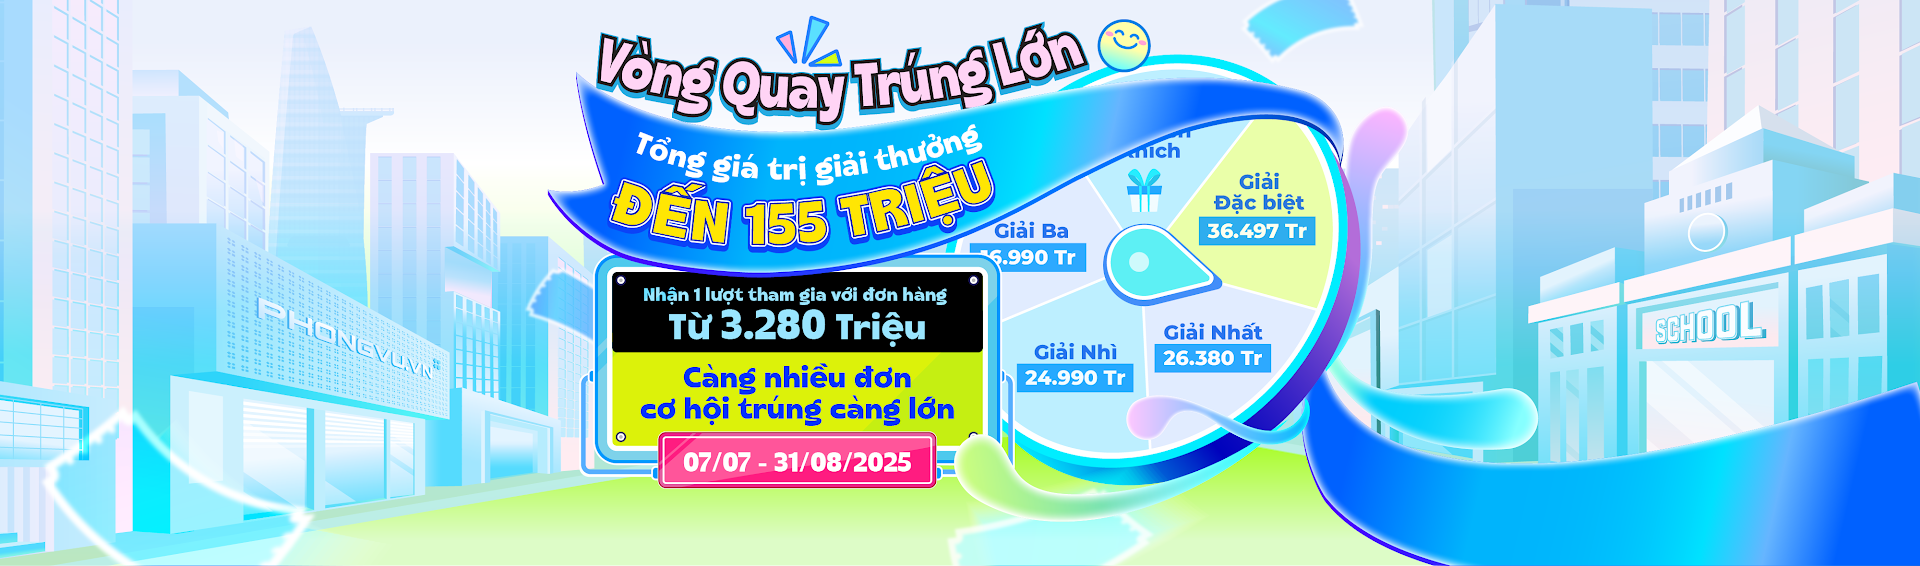 Vòng Quay Trúng Lớn
Tổng giá trị giải thưởng
ĐẾN 155 TRIỆU
Nhận 1 lượt tham gia với đơn hàng
Từ 3.280 Triệu
Càng nhiều đơn
cơ hội trúng càng lớn
07/07 - 31/08/2025
Giải
Đặc biệt
36.497 Tr
Giải Ba
16.990 Tr
Giải Nhất
26.380 Tr
Giải Nhì
24.990 Tr
PHONGVU.VN
SCHOOL